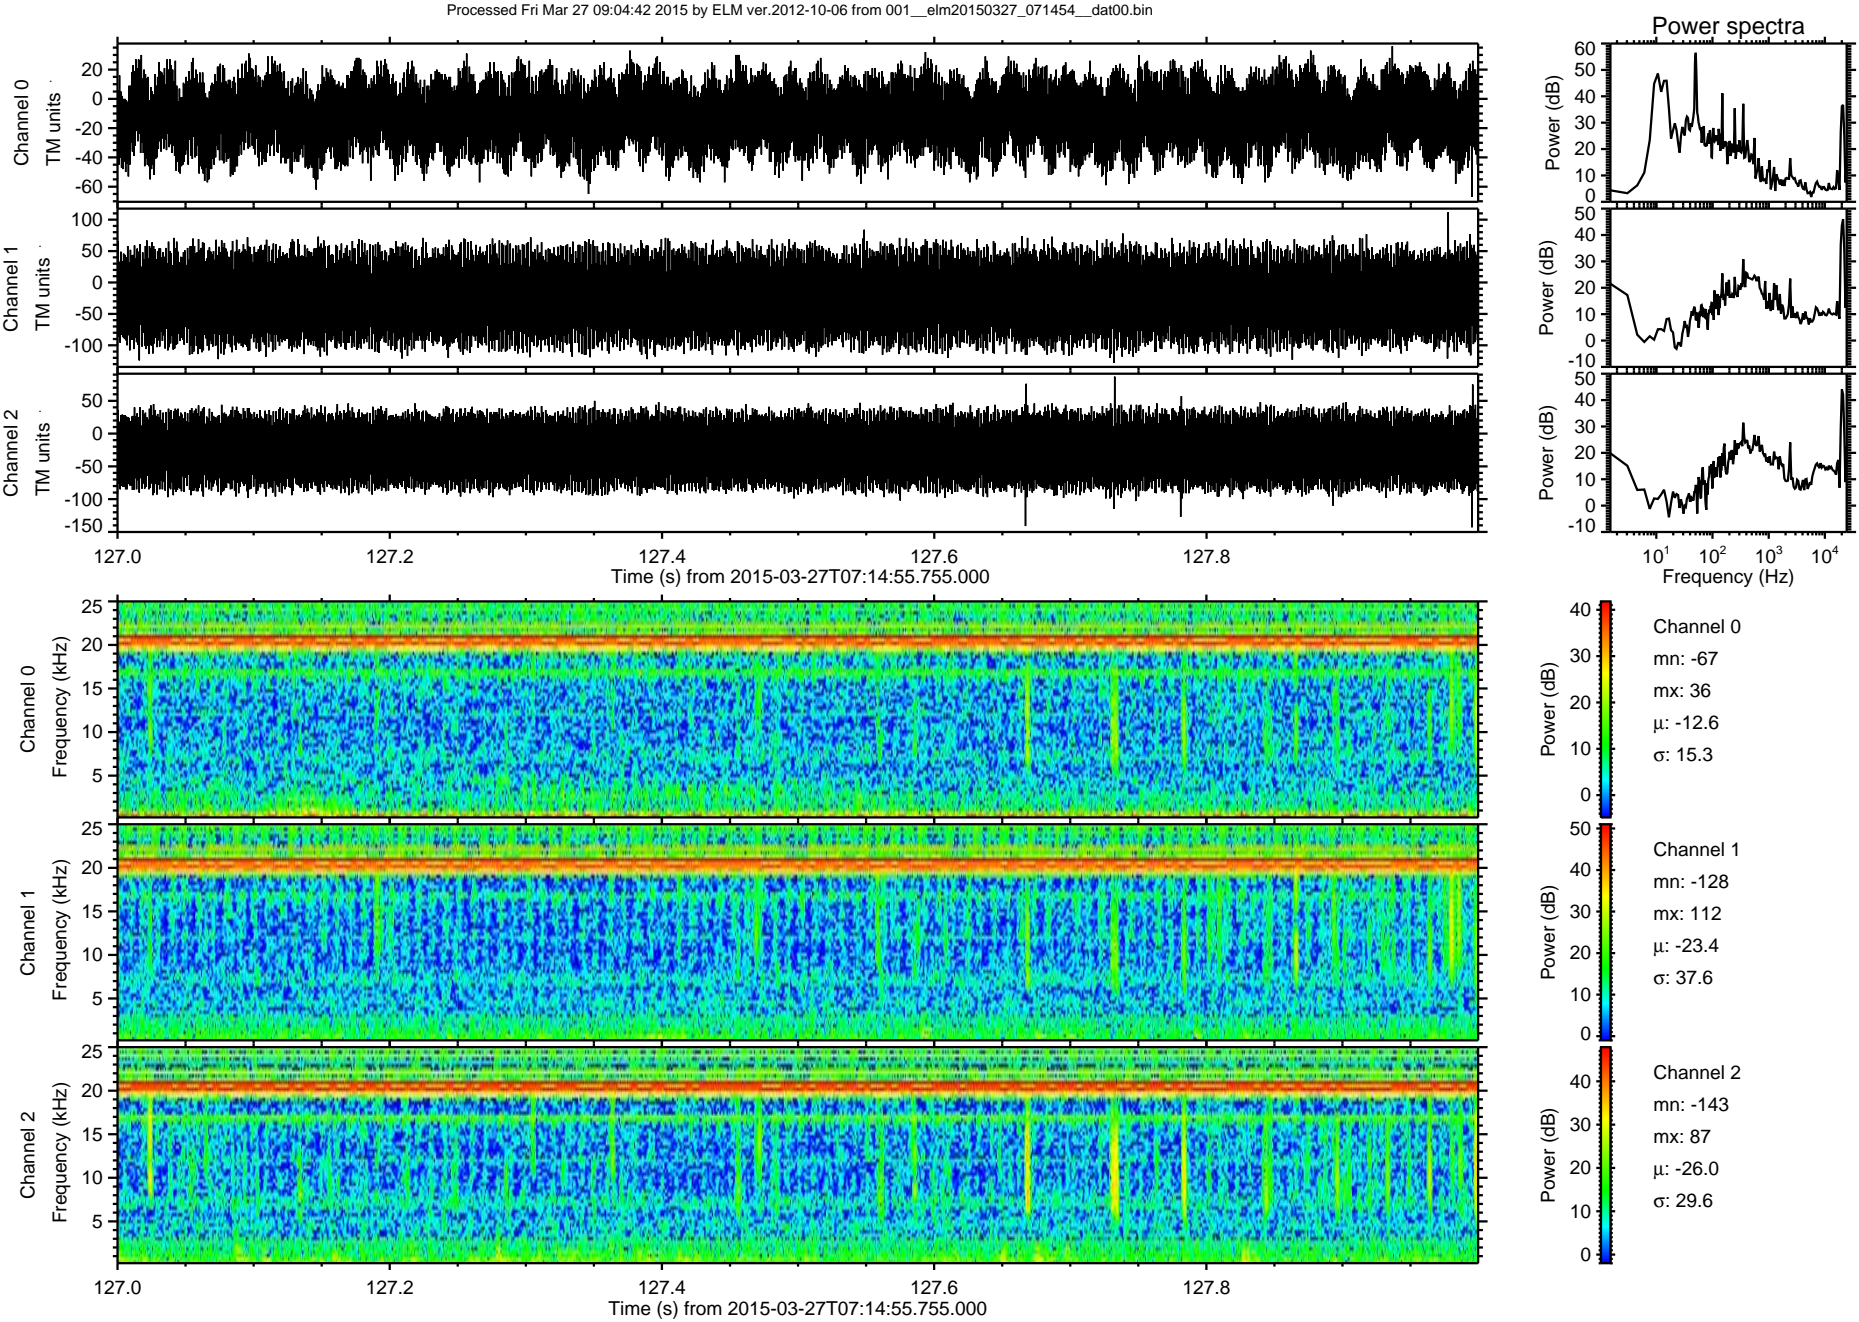 Processed Fri Mar 27 09:04:42 2015 by ELM ver.2012-10-06 from 001__elm20150327_071454__dat00.bin
Power spectra
Channel 0
TM units
20
0
-20
-40
-60
Power (dB)
60
50
40
30
20
10
0
Channel 1
TM units
100
50
0
-50
-100
Power (dB)
50
40
30
20
10
0
-10
Channel 2
TM units
50
0
-50
-100
-150
Power (dB)
50
40
30
20
10
0
-10
127.0 127.2 127.4 127.6 127.8
Time (s) from 2015-03-27T07:14:55.755.000
10¹ 10² 10³ 10⁴
Frequency (Hz)
Channel 0
Frequency (kHz)
25
20
15
10
5
Power (dB)
40
30
20
10
0
Channel 0
mn: -67
mx: 36
μ: -12.6
σ: 15.3
Channel 1
Frequency (kHz)
25
20
15
10
5
Power (dB)
50
40
30
20
10
0
Channel 1
mn: -128
mx: 112
μ: -23.4
σ: 37.6
Channel 2
Frequency (kHz)
25
20
15
10
5
Power (dB)
40
30
20
10
0
Channel 2
mn: -143
mx: 87
μ: -26.0
σ: 29.6
127.0 127.2 127.4 127.6 127.8
Time (s) from 2015-03-27T07:14:55.755.000